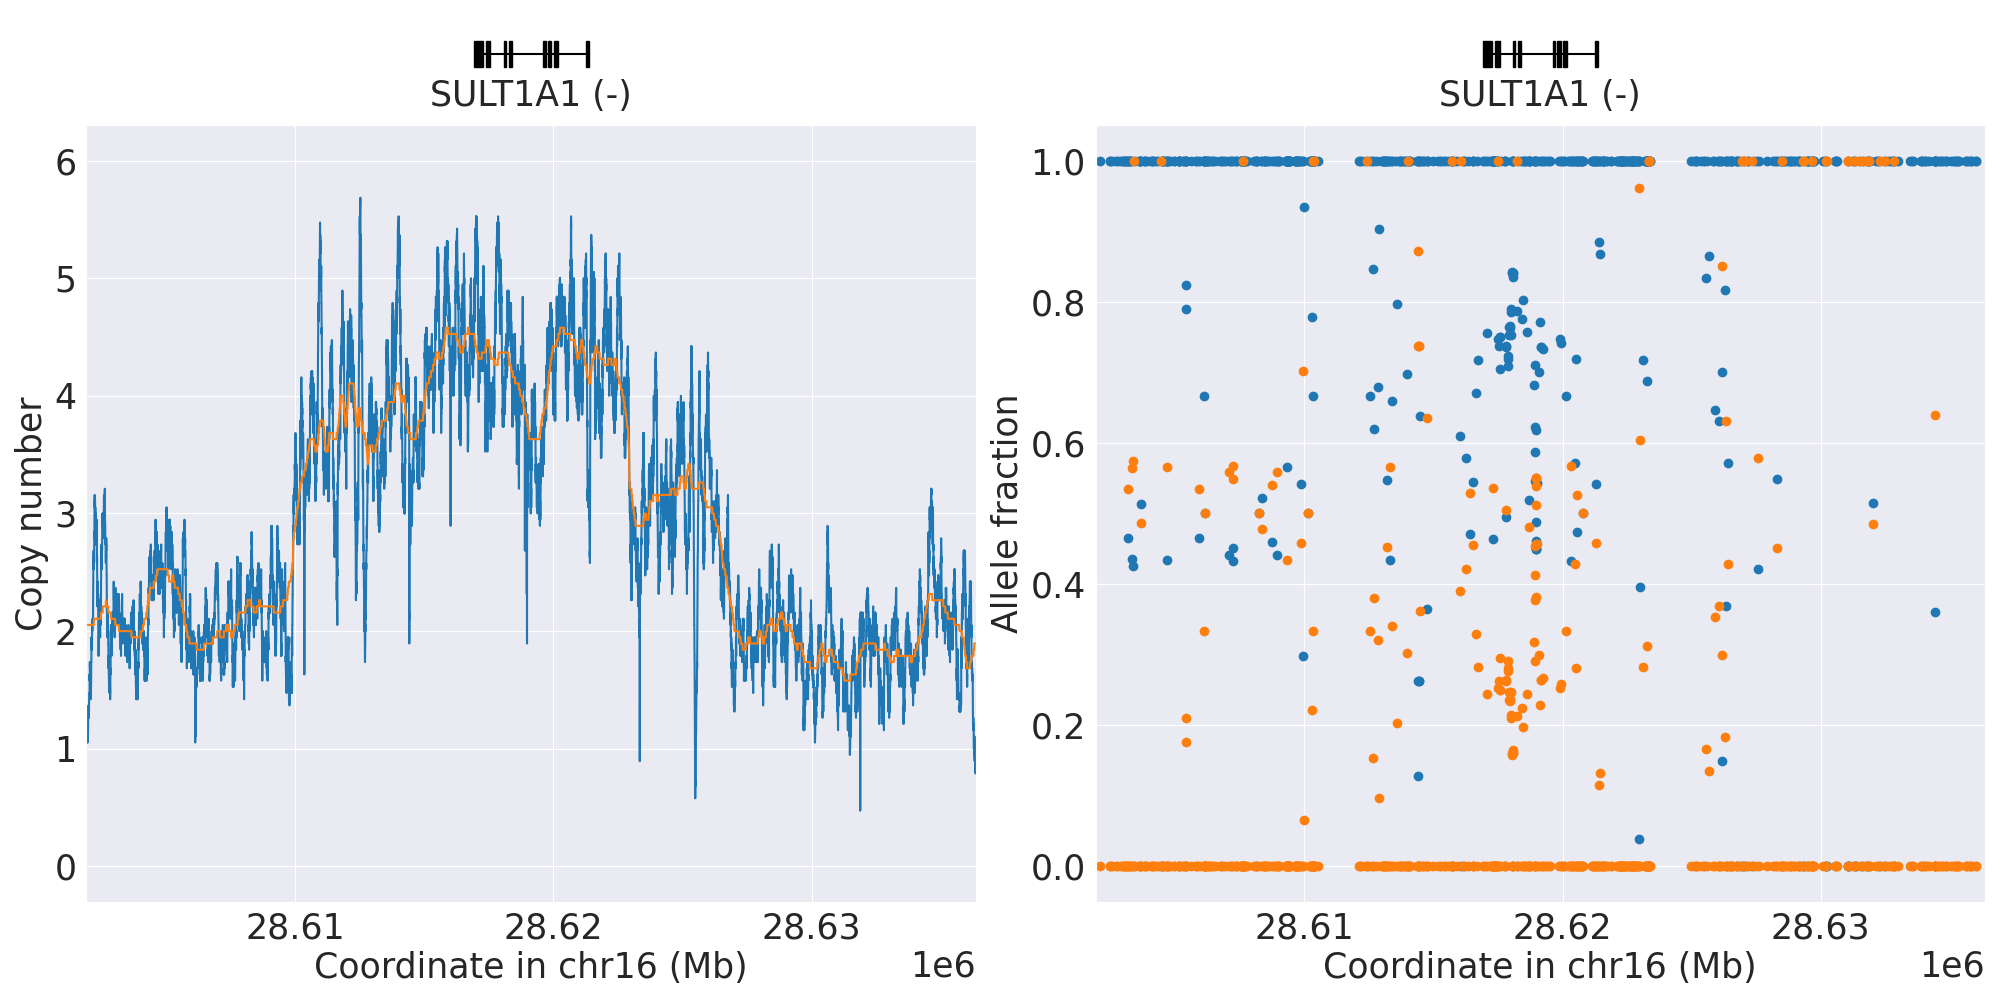 SULT1A1 (-)
Copy number
6
5
4
3
2
1
0
28.61
28.62
28.63
Coordinate in chr16 (Mb)
1e6
SULT1A1 (-)
Allele fraction
1.0
0.8
0.6
0.4
0.2
0.0
28.61
28.62
28.63
Coordinate in chr16 (Mb)
1e6